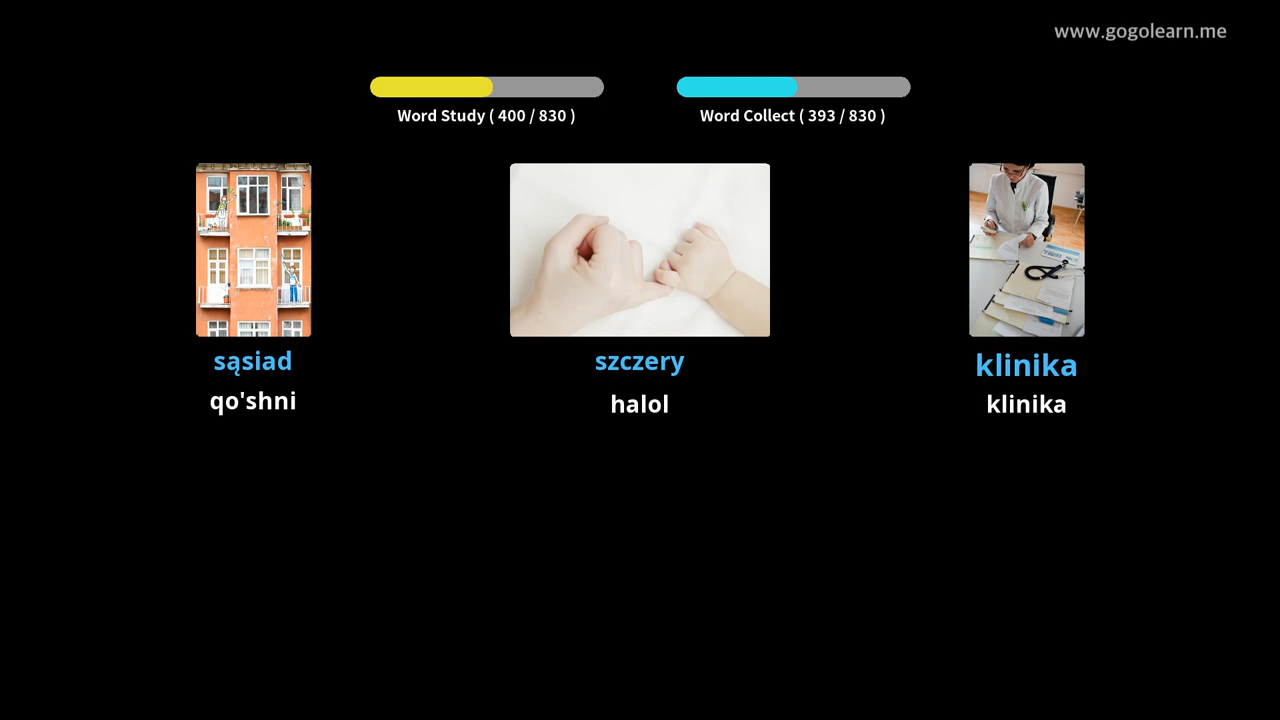 www.gogolearn.me
Word Study ( 400 / 830 )
Word Collect ( 393 / 830 )
sąsiad
szczery
klinika
qo'shni
halol
klinika